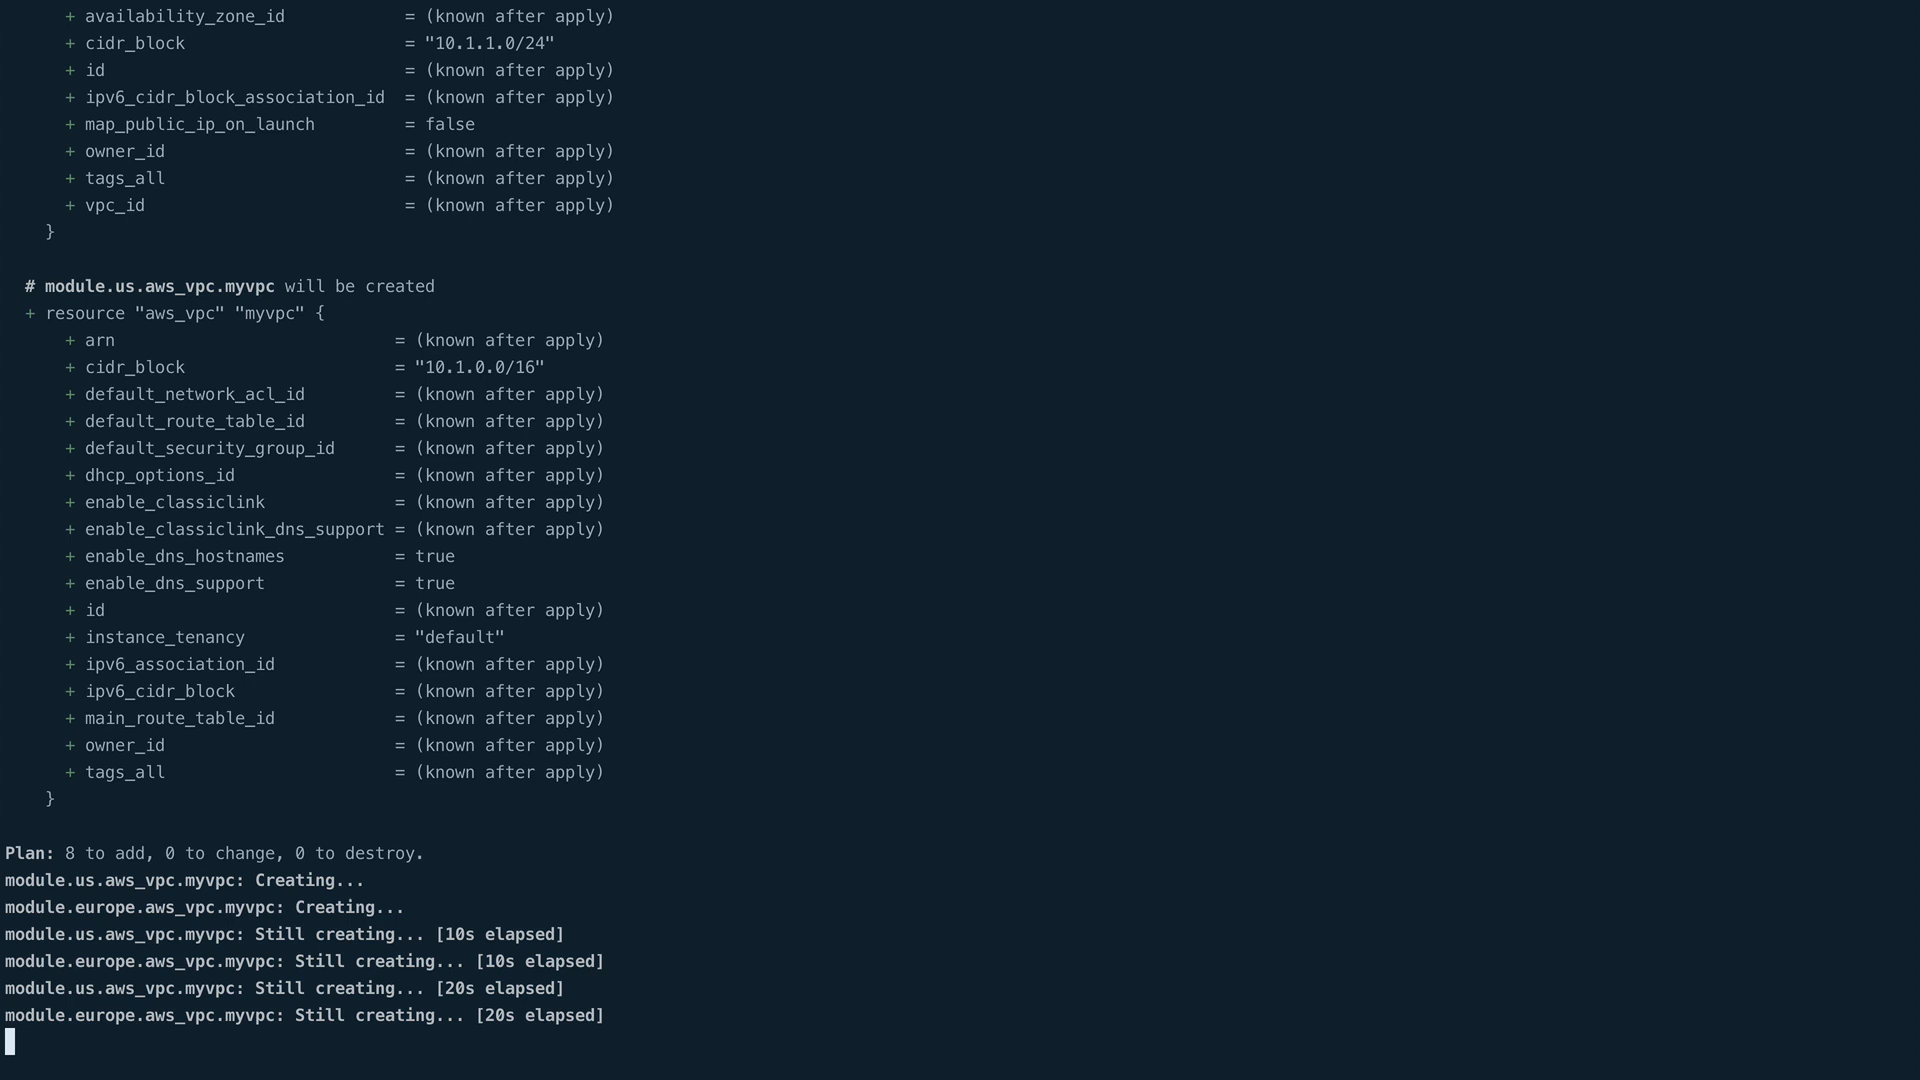 + availability_zone_id            = (known after apply)
      + cidr_block                      = "10.1.1.0/24"
      + id                              = (known after apply)
      + ipv6_cidr_block_association_id  = (known after apply)
      + map_public_ip_on_launch         = false
      + owner_id                        = (known after apply)
      + tags_all                        = (known after apply)
      + vpc_id                          = (known after apply)
    }
  # module.us.aws_vpc.myvpc will be created
  + resource "aws_vpc" "myvpc" {
      + arn                            = (known after apply)
      + cidr_block                     = "10.1.0.0/16"
      + default_network_acl_id         = (known after apply)
      + default_route_table_id         = (known after apply)
      + default_security_group_id      = (known after apply)
      + dhcp_options_id                = (known after apply)
      + enable_classiclink             = (known after apply)
      + enable_classiclink_dns_support = (known after apply)
      + enable_dns_hostnames           = true
      + enable_dns_support             = true
      + id                             = (known after apply)
      + instance_tenancy               = "default"
      + ipv6_association_id            = (known after apply)
      + ipv6_cidr_block                = (known after apply)
      + main_route_table_id            = (known after apply)
      + owner_id                       = (known after apply)
      + tags_all                       = (known after apply)
    }
Plan: 8 to add, 0 to change, 0 to destroy.
module.us.aws_vpc.myvpc: Creating...
module.europe.aws_vpc.myvpc: Creating...
module.us.aws_vpc.myvpc: Still creating... [10s elapsed]
module.europe.aws_vpc.myvpc: Still creating... [10s elapsed]
module.us.aws_vpc.myvpc: Still creating... [20s elapsed]
module.europe.aws_vpc.myvpc: Still creating... [20s elapsed]